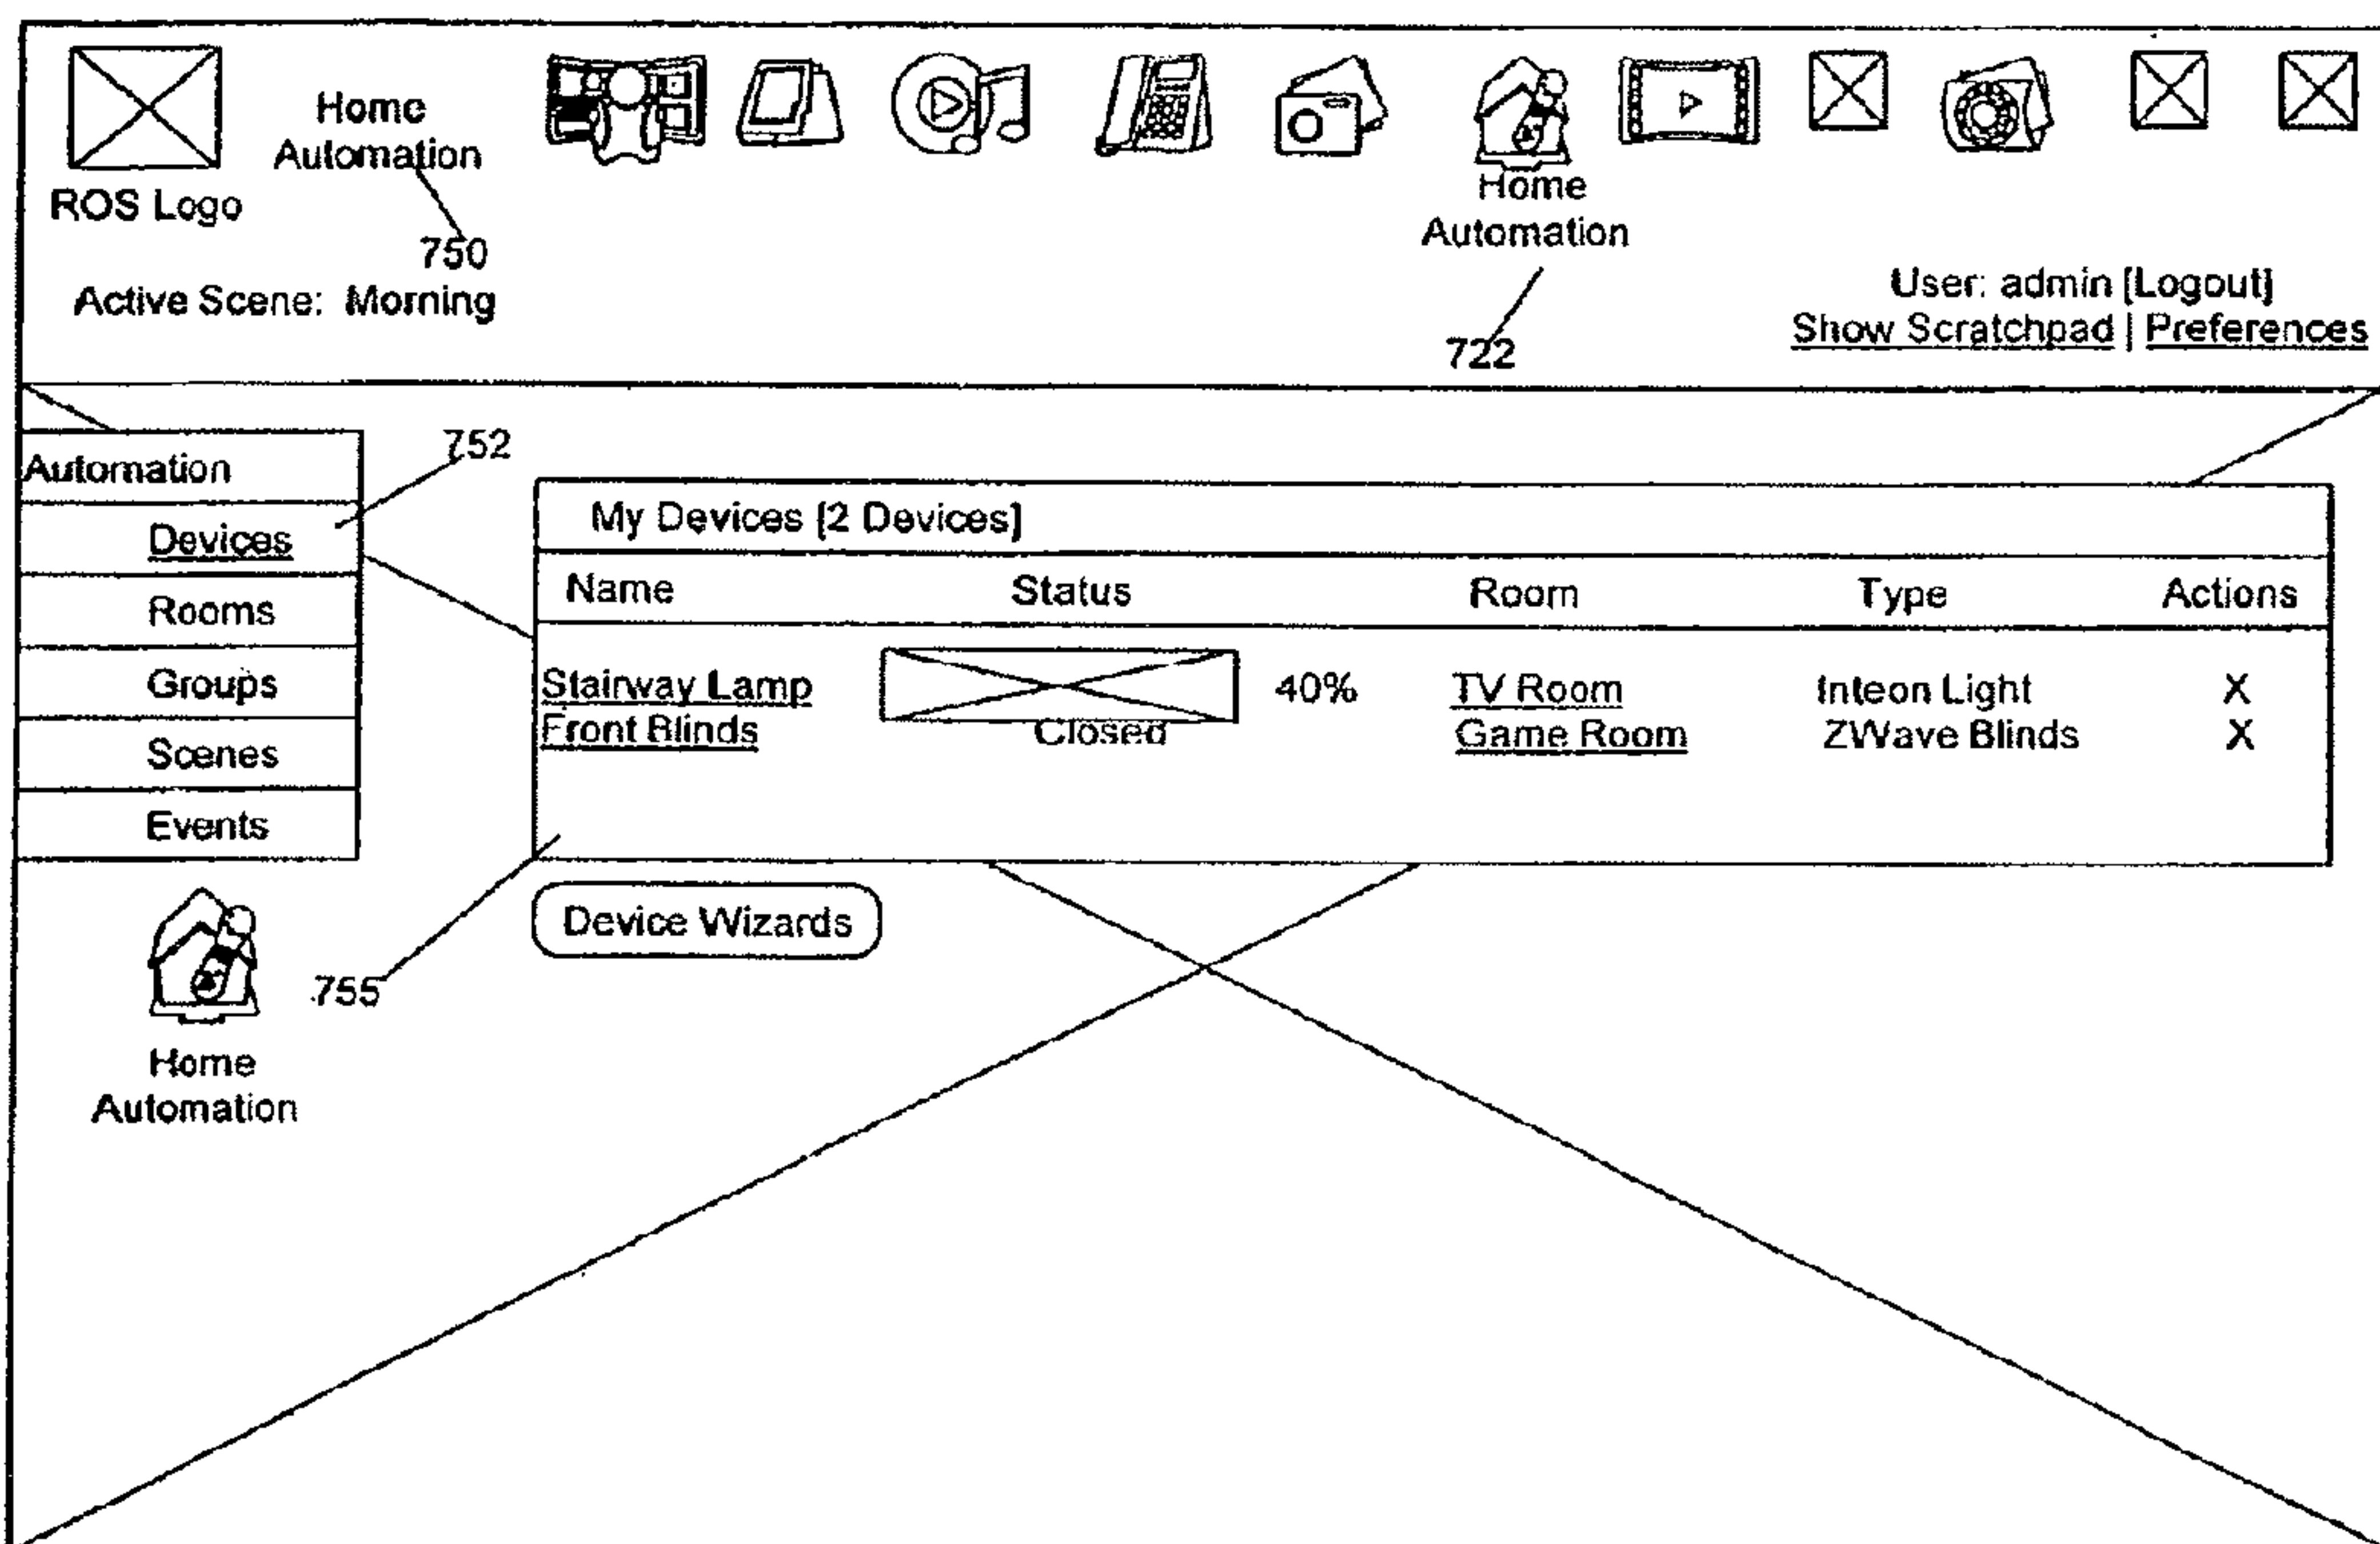 Home
Automation
ROS Logo
750
Active Scene: Morning
Home
Automation
722
User: admin [Logout]
Show Scratchpad | Preferences
Automation
Devices
Rooms
Groups
Scenes
Events
752
My Devices [2 Devices]
Name Status Room Type Actions
Stairway Lamp 40% TV Room Inteon Light X
Front Blinds Closed Game Room ZWave Blinds X
Device Wizards
755
Home
Automation